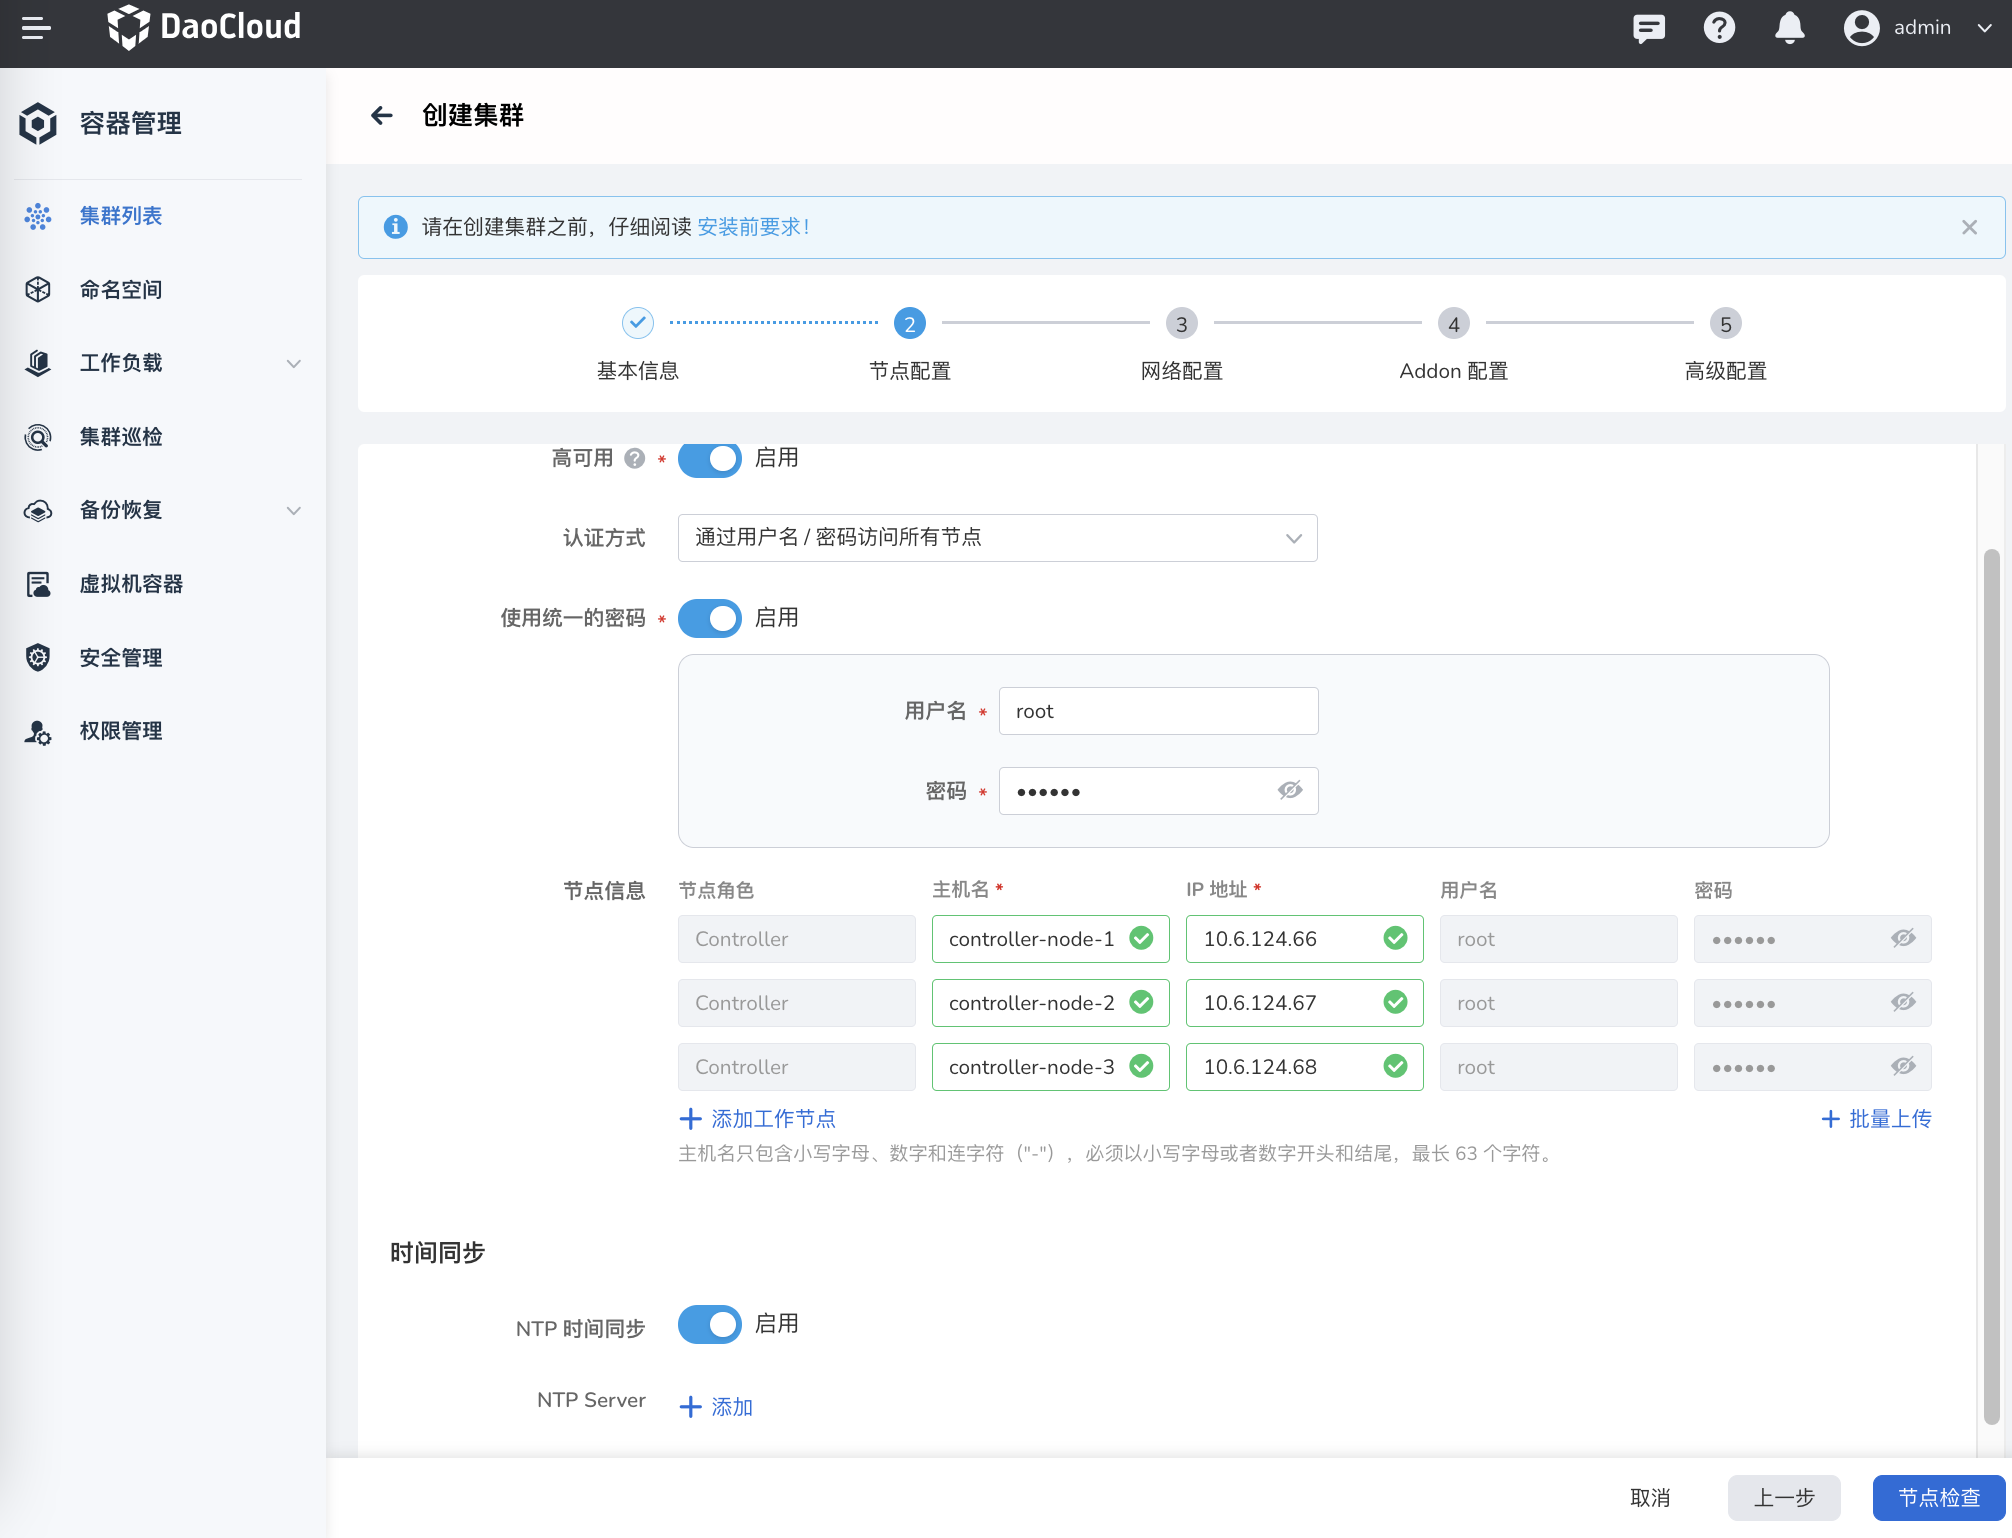 DaoCloud
admin
容器管理
集群列表
命名空间
工作负载
集群巡检
备份恢复
虚拟机容器
安全管理
权限管理
创建集群
请在创建集群之前，仔细阅读 安装前要求！
2
3
4
5
基本信息
节点配置
网络配置
Addon 配置
高级配置
高可用 ? * 启用
认证方式 通过用户名 / 密码访问所有节点
使用统一的密码 * 启用
用户名 * root
密码 * ••••••
节点信息 节点角色 主机名 * IP 地址 * 用户名 密码
Controller controller-node-1 10.6.124.66 root ••••••
Controller controller-node-2 10.6.124.67 root ••••••
Controller controller-node-3 10.6.124.68 root ••••••
+ 添加工作节点 + 批量上传
主机名只包含小写字母、数字和连字符（"-"），必须以小写字母或者数字开头和结尾，最长 63 个字符。
时间同步
NTP 时间同步 启用
NTP Server + 添加
取消 上一步 节点检查